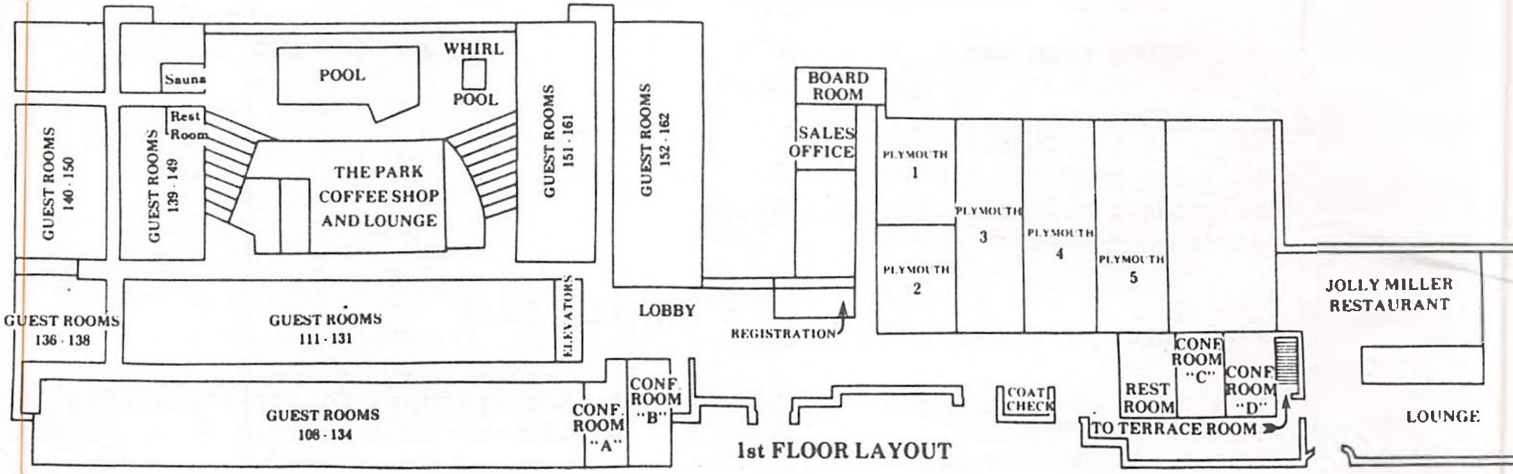 WHIRL
POOL
POOL
Sauna
Rest
Room
GUEST ROOMS
140 - 150
GUEST ROOMS
139 - 149
THE PARK
COFFEE SHOP
AND LOUNGE
GUEST ROOMS
151 - 161
GUEST ROOMS
152 - 162
BOARD
ROOM
SALES
OFFICE
PLYMOUTH
1
PLYMOUTH
2
PLYMOUTH
3
PLYMOUTH
4
PLYMOUTH
5
JOLLY MILLER
RESTAURANT
GUEST ROOMS
136 - 138
GUEST ROOMS
111 - 131
ELEVATORS
LOBBY
REGISTRATION
GUEST ROOMS
108 - 134
CONF.
ROOM
"A"
CONF.
ROOM
"B"
COAT
CHECK
REST
ROOM
CONF.
ROOM
"C"
CONF.
ROOM
"D"
TO TERRACE ROOM
LOUNGE
1st FLOOR LAYOUT